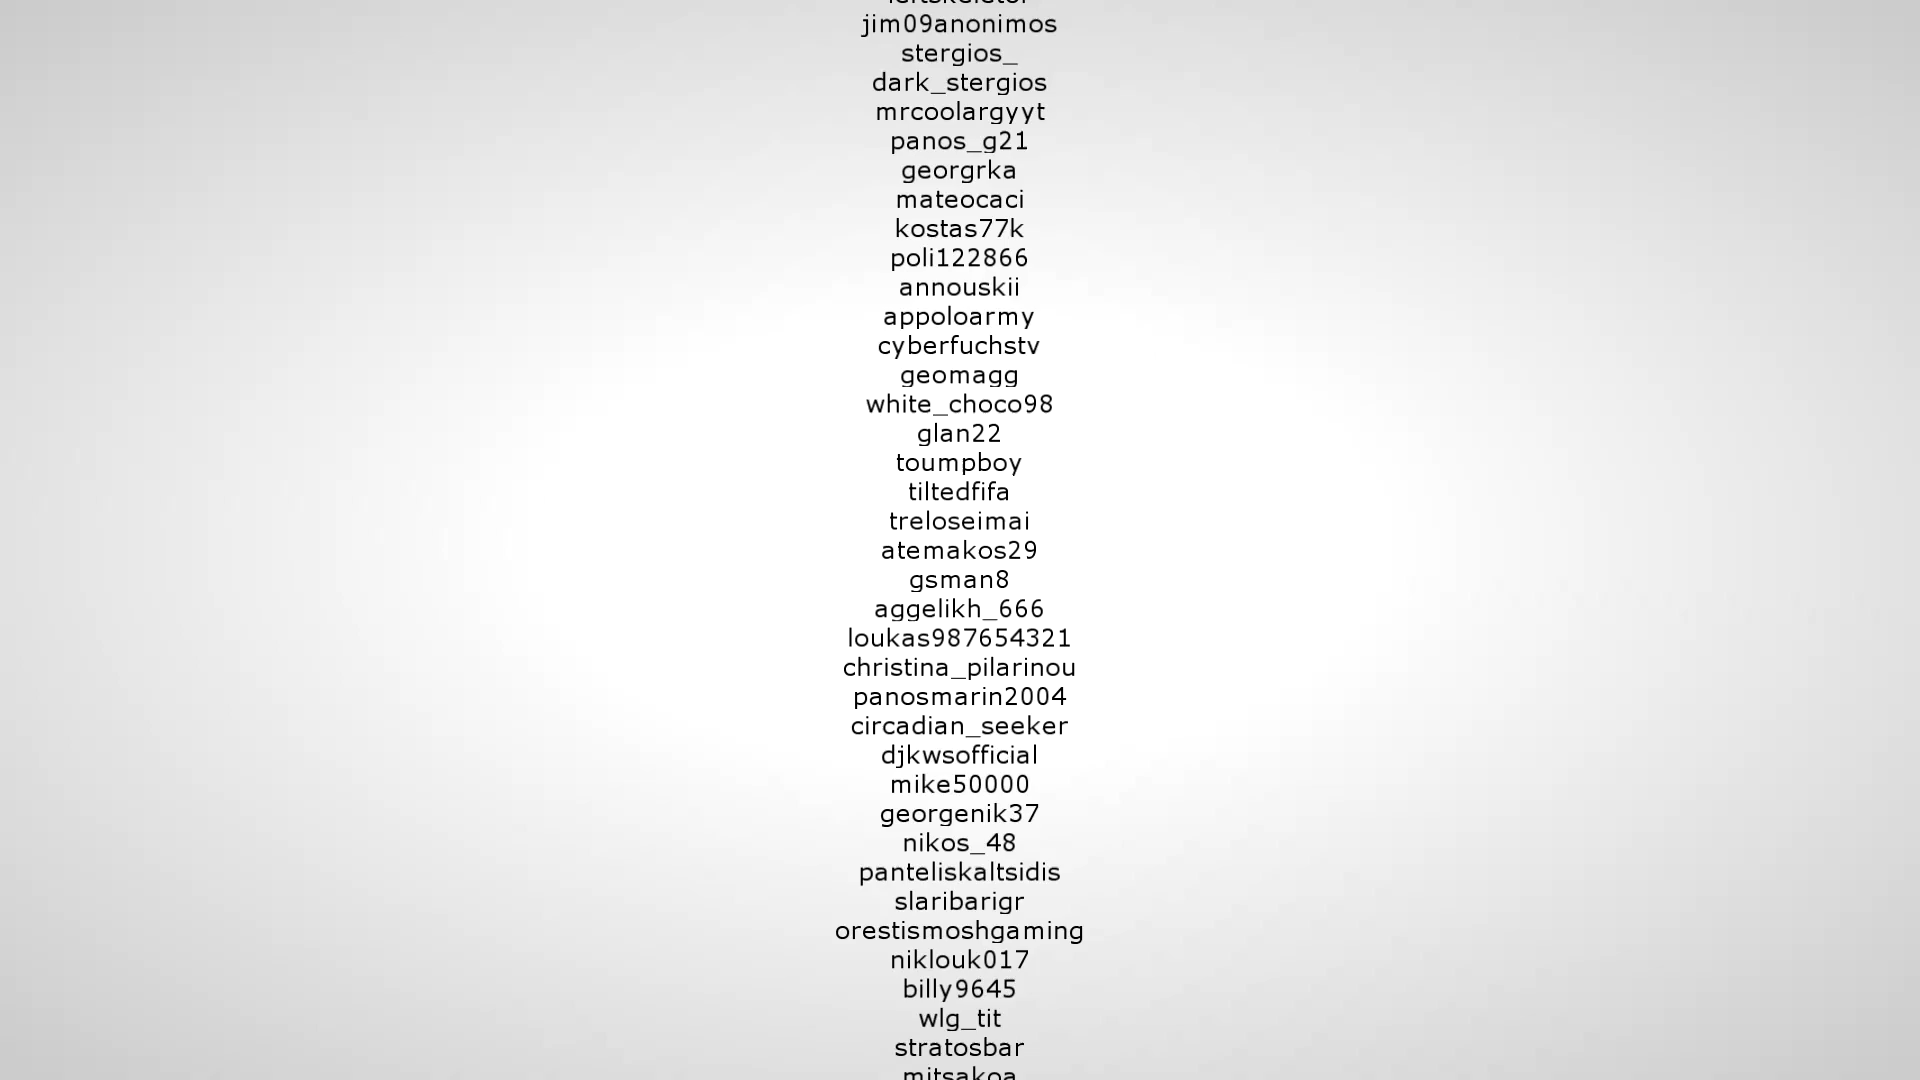 jim09anonimos
stergios_
dark_stergios
mrcoolargyyt
panos_g21
georgrka
mateocaci
kostas77k
poli122866
annouskii
appoloarmy
cyberfuchstv
geomagg
white_choco98
glan22
toumpboy
tiltedfifa
treloseimai
atemakos29
gsman8
aggelikh_666
loukas987654321
christina_pilarinou
panosmarin2004
circadian_seeker
djkwsofficial
mike50000
georgenik37
nikos_48
panteliskaltsidis
slaribarigr
orestismoshgaming
niklouk017
billy9645
wlg_tit
stratosbar